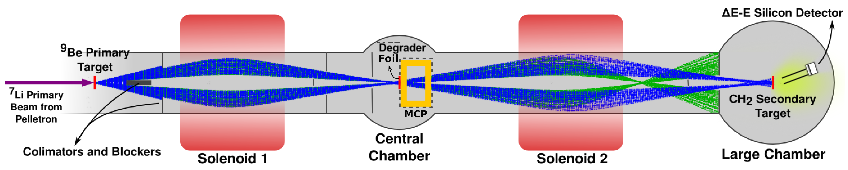 ΔE-E Silicon Detector
⁹Be Primary
Target
Degrader
Foil
⁷Li Primary
Beam from
Pelletron
MCP
CH₂ Secondary
Target
Colimators and Blockers
Solenoid 1
Central
Chamber
Solenoid 2
Large Chamber